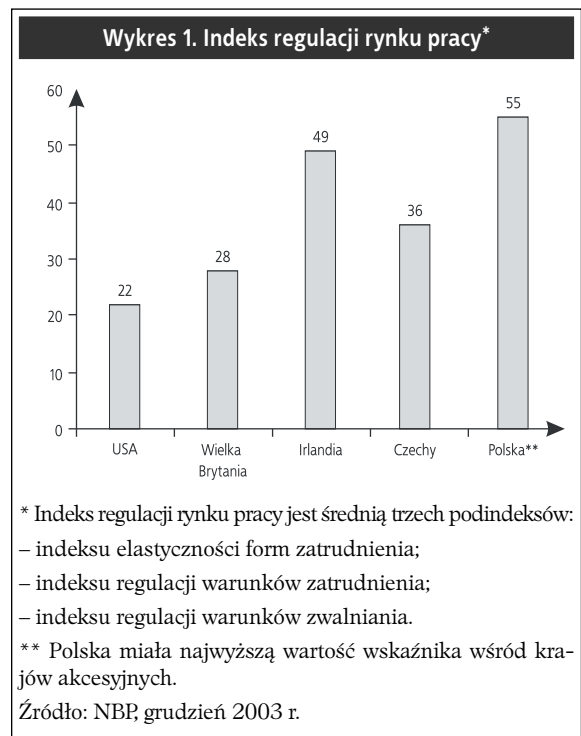 Wykres 1. Indeks regulacji rynku pracy*
60
50
40
30
20
10
0
22
28
49
36
55
USA
Wielka
Brytania
Irlandia
Czechy
Polska**
* Indeks regulacji rynku pracy jest średnią trzech podindeksów:
– indeksu elastyczności form zatrudnienia;
– indeksu regulacji warunków zatrudnienia;
– indeksu regulacji warunków zwalniania.
** Polska miała najwyższą wartość wskaźnika wśród kra-
jów akcesyjnych.
Źródło: NBP, grudzień 2003 r.